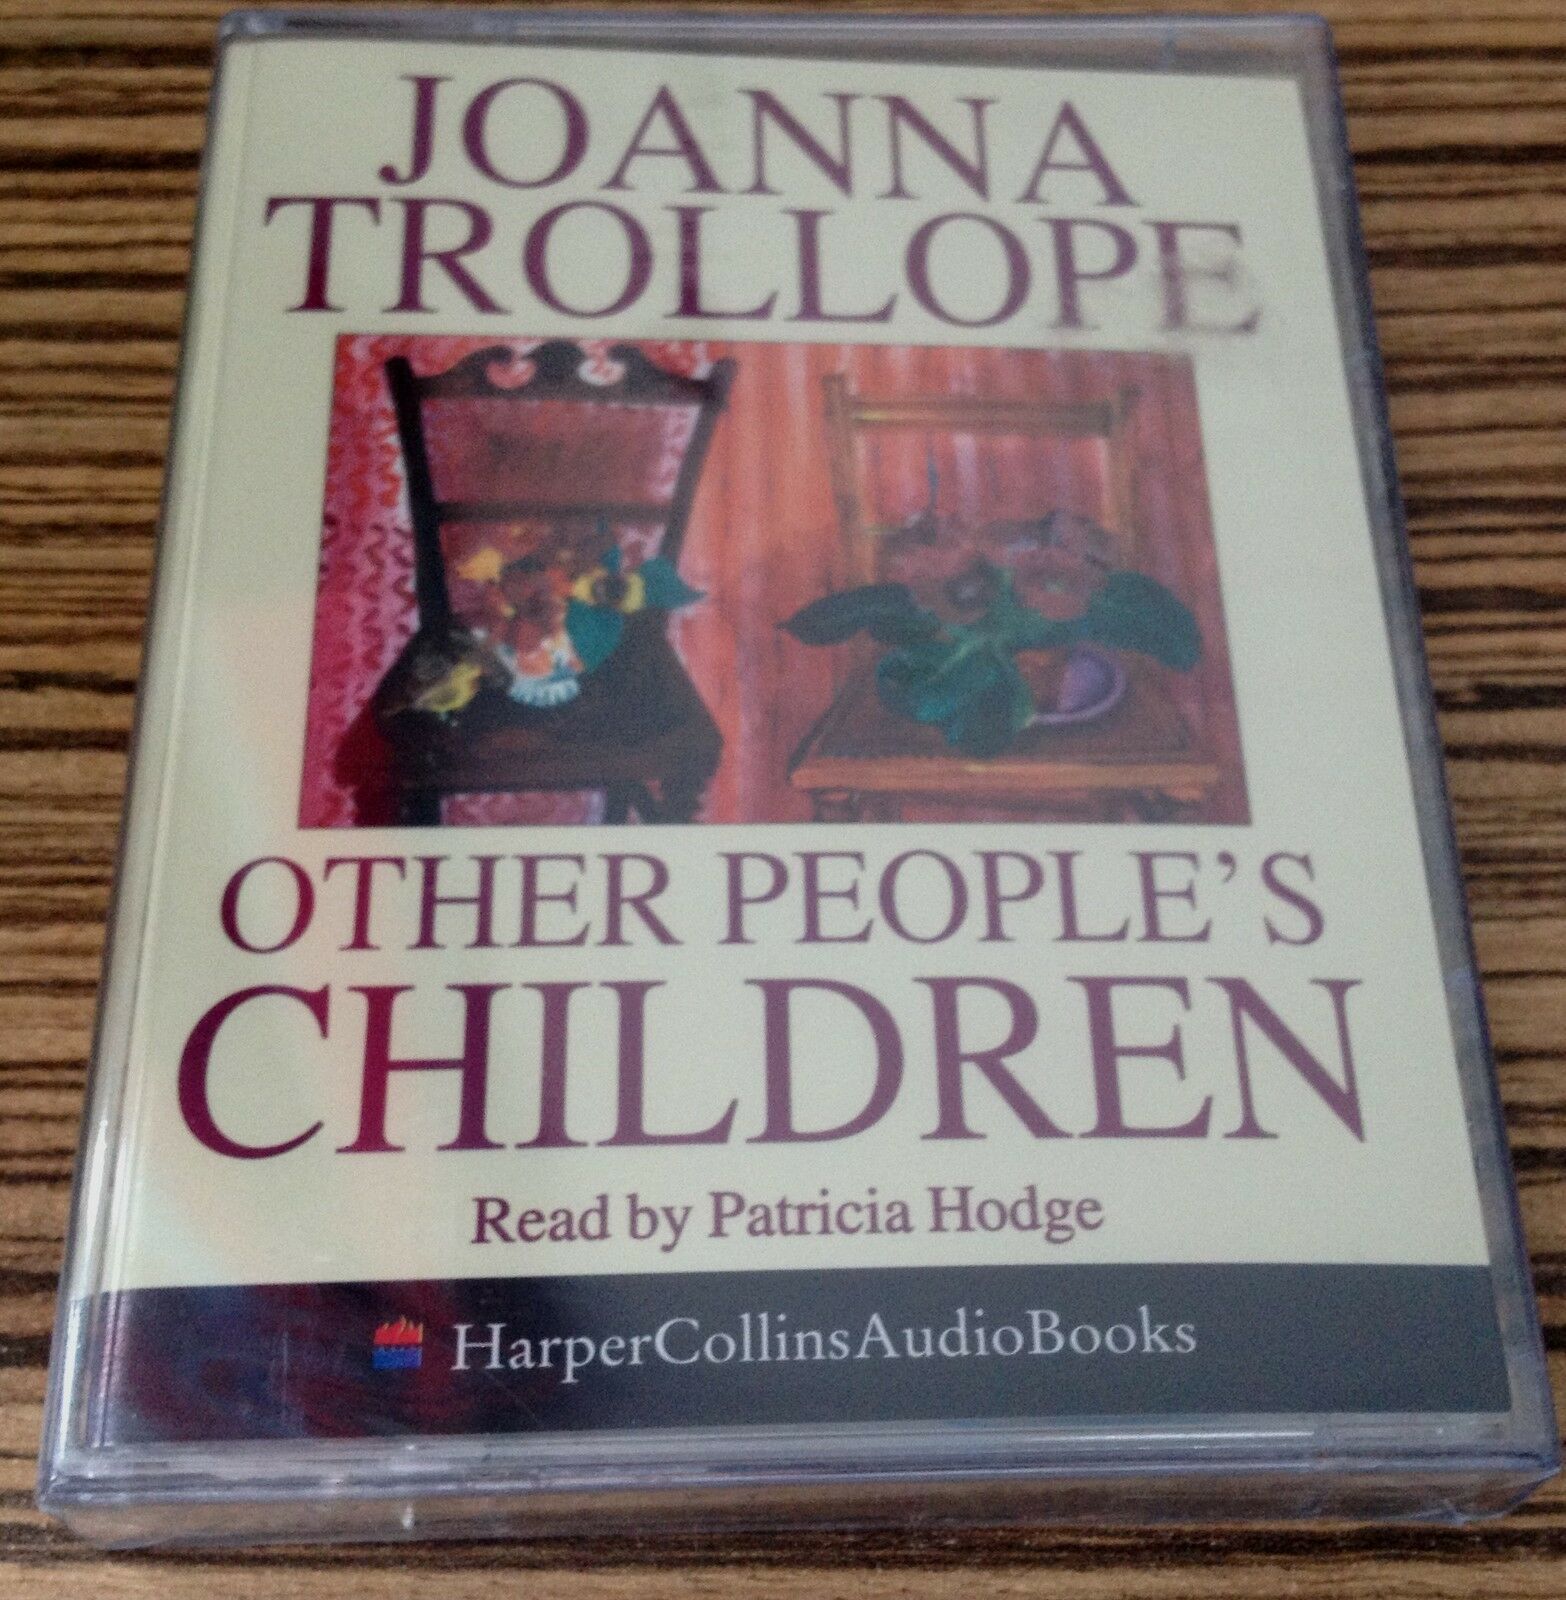 JOANNA
TROLLOPE
OTHER PEOPLE'S
CHILDREN
Read by Patricia Hodge
HarperCollinsAudioBooks